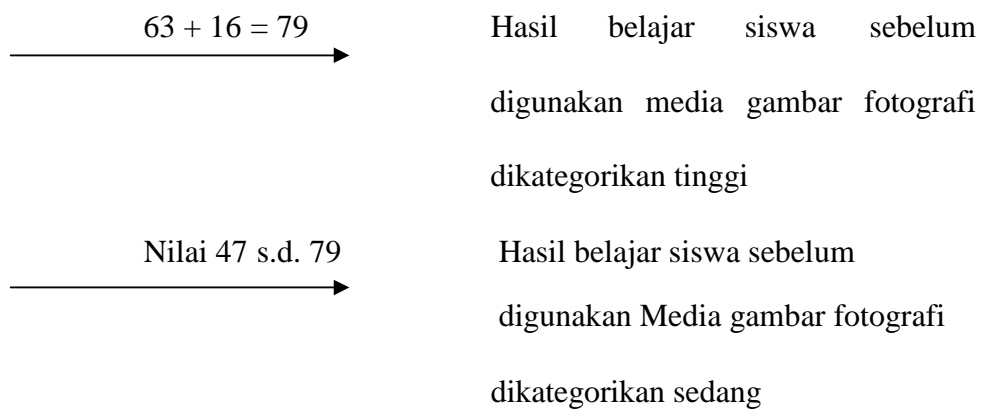 63 + 16 = 79 Hasil belajar siswa sebelum
digunakan media gambar fotografi
dikategorikan tinggi
Nilai 47 s.d. 79 Hasil belajar siswa sebelum
digunakan Media gambar fotografi
dikategorikan sedang